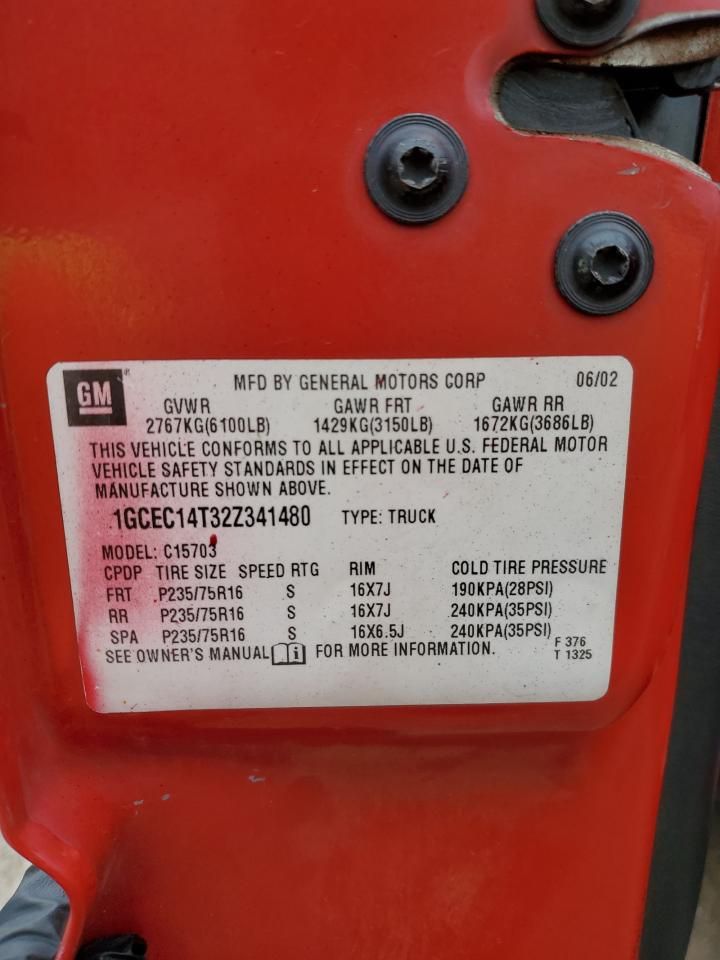 GM ® MFD BY GENERAL MOTORS CORP 06/02
GVWR GAWR FRT GAWR RR
2767KG(6100LB) 1429KG(3150LB) 1672KG(3686LB)
THIS VEHICLE CONFORMS TO ALL APPLICABLE U.S. FEDERAL MOTOR
VEHICLE SAFETY STANDARDS IN EFFECT ON THE DATE OF
MANUFACTURE SHOWN ABOVE.
1GCEC14T32Z341480 TYPE: TRUCK
MODEL: C15703
CPDP TIRE SIZE SPEED RTG RIM COLD TIRE PRESSURE
FRT P235/75R16 S 16X7J 190KPA(28PSI)
RR P235/75R16 S 16X7J 240KPA(35PSI)
SPA P235/75R16 S 16X6.5J 240KPA(35PSI)
SEE OWNER'S MANUAL i FOR MORE INFORMATION.
F 376
T 1325